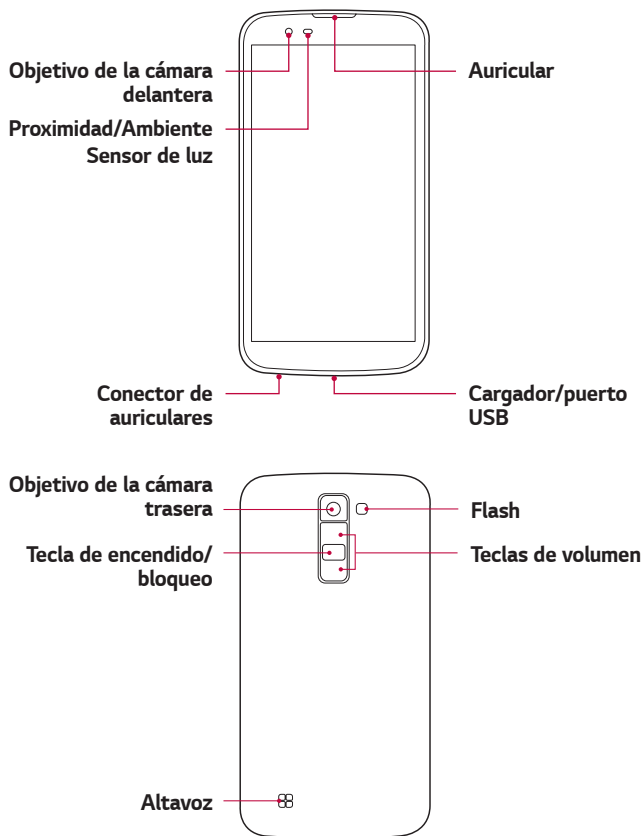 Objetivo de la cámara
delantera
Proximidad/Ambiente
Sensor de luz
Auricular
Conector de
auriculares
Cargador/puerto
USB
Objetivo de la cámara
trasera
Tecla de encendido/
bloqueo
Flash
Teclas de volumen
Altavoz